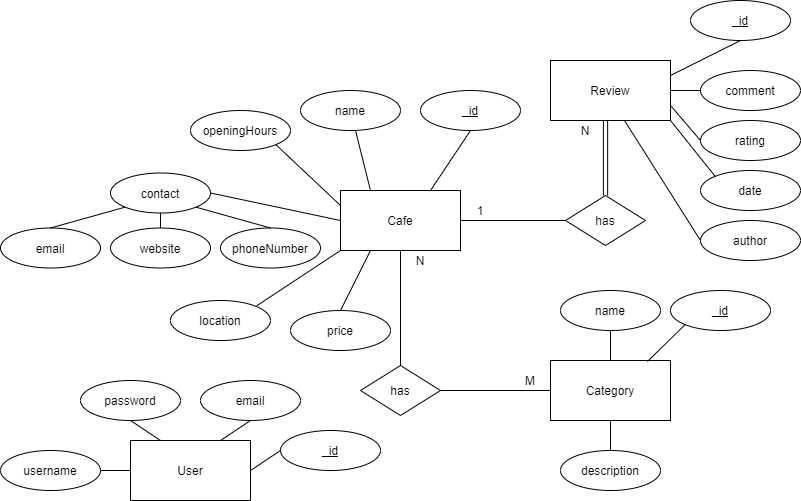 _id
Review
comment
name
_id
openingHours
N
rating
contact
date
Cafe
1
has
author
email
website
phoneNumber
N
location
price
name
_id
has
M
Category
password
email
username
User
_id
description